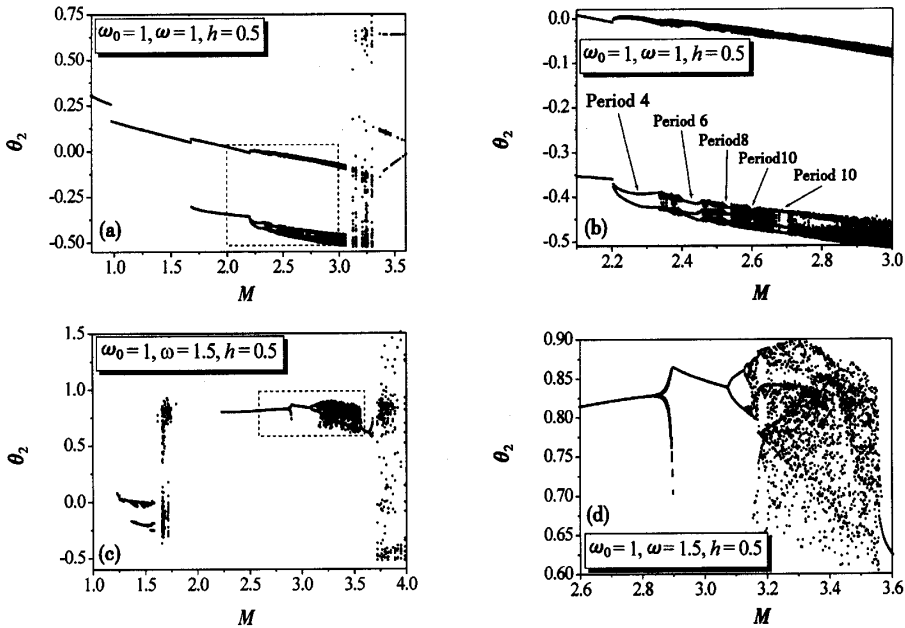 0.75
0.25
0.00
-0.25
-0.50
θ₂
ω₀ = 1, ω = 1, h = 0.5
(a)
1.0 1.5 2.0 2.5 3.0 3.5
M
0.0
-0.1
-0.3
-0.4
-0.5
θ₂
ω₀ = 1, ω = 1, h = 0.5
Period 4
Period 6
Period8
Period10
Period 10
(b)
2.2 2.4 2.6 2.8 3.0
M
1.5
1.0
0.5
0.0
-0.5
θ₂
ω₀ = 1, ω = 1.5, h = 0.5
(c)
1.0 1.5 2.0 2.5 3.0 3.5 4.0
M
0.90
0.85
0.80
0.75
0.70
0.65
0.60
θ₂
(d)
ω₀ = 1, ω = 1.5, h = 0.5
2.6 2.8 3.0 3.2 3.4 3.6
M